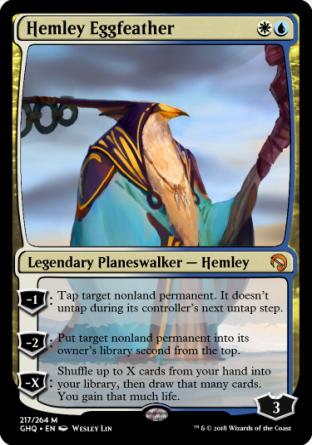 Hemley Eggfeather
Legendary Planeswalker — Hemley
-1: Tap target nonland permanent. It doesn't
untap during its controller's next untap step.
-2: Put target nonland permanent into its
owner's library second from the top.
-X: Shuffle up to X cards from your hand into
your library, then draw that many cards.
You gain that much life.
3
217/264 M
GHQ • EN Wesley Lin
™ & © 2018 Wizards of the Coast